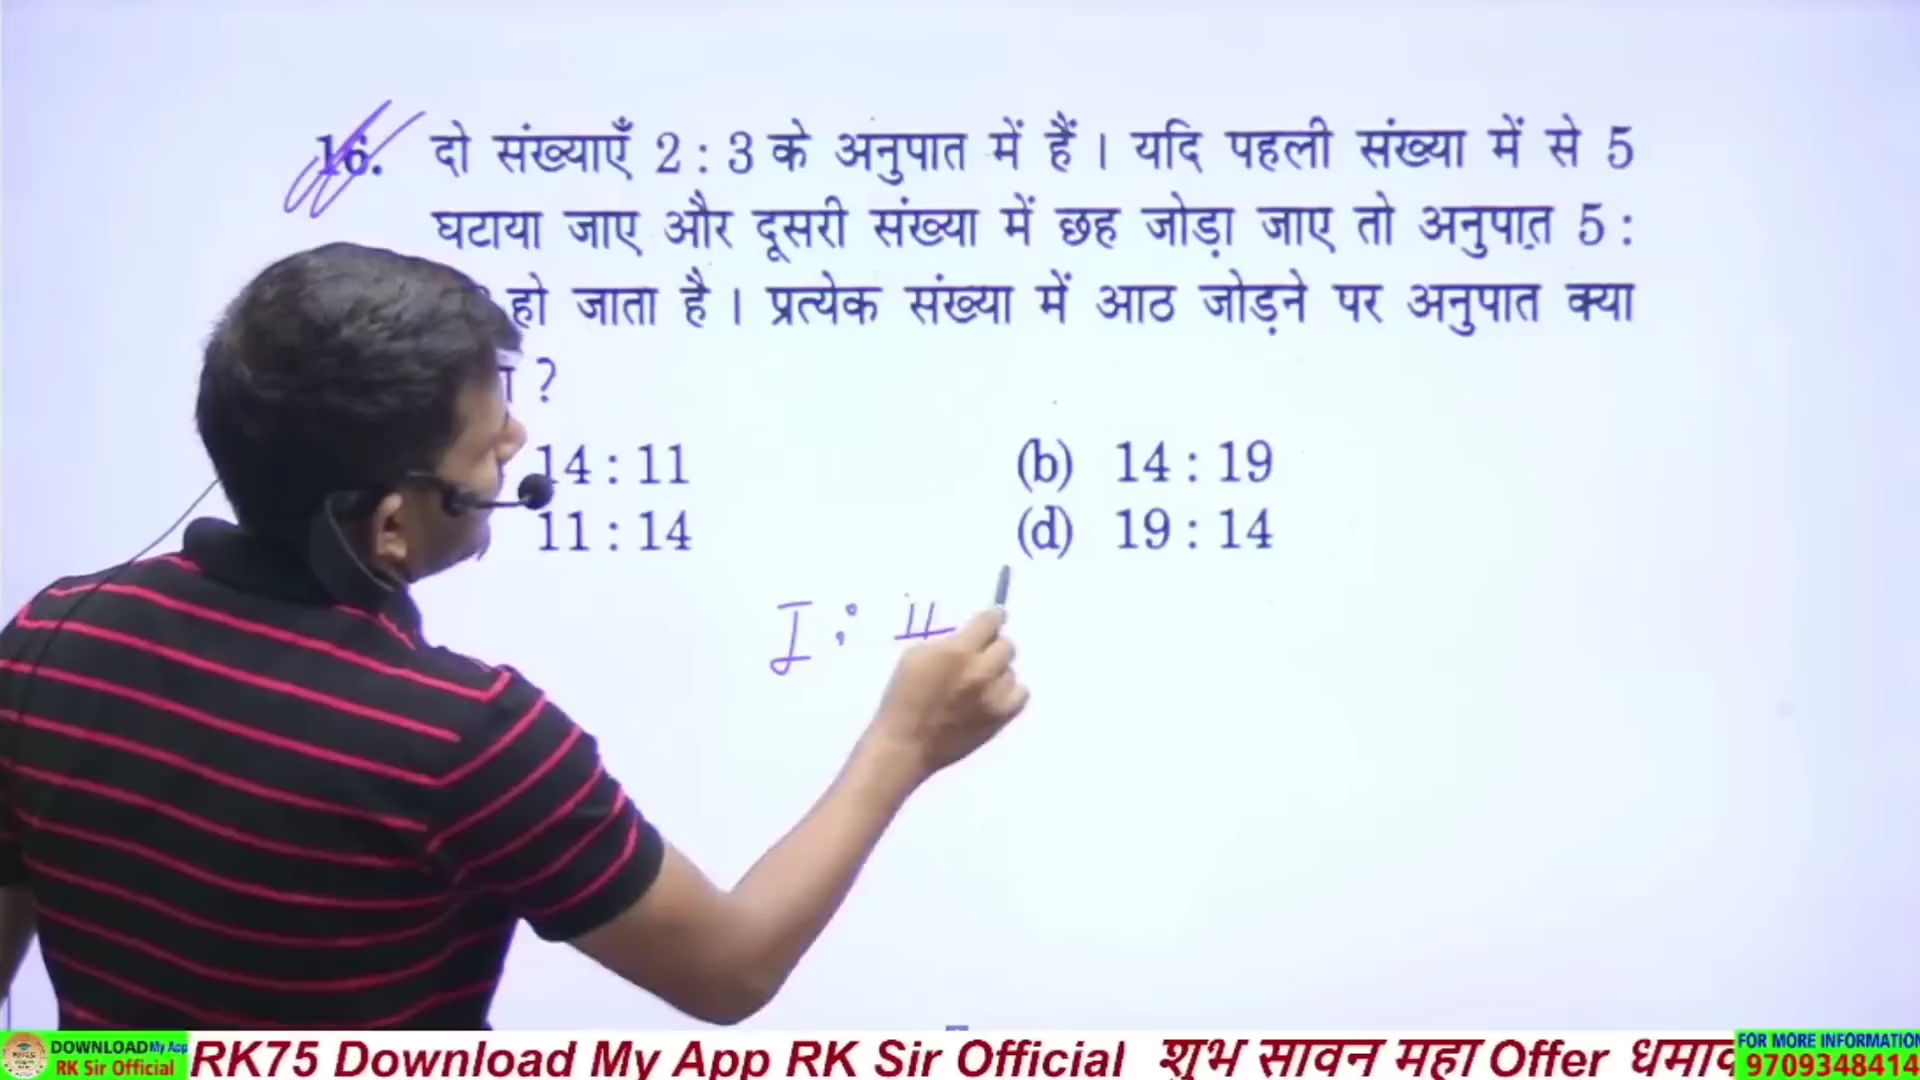 16. दो संख्याएँ 2 : 3 के अनुपात में हैं । यदि पहली संख्या में से 5
घटाया जाए और दूसरी संख्या में छह जोड़ा जाए तो अनुपात 5 :
हो जाता है । प्रत्येक संख्या में आठ जोड़ने पर अनुपात क्या
?
14 : 11 (b) 14 : 19
11 : 14 (d) 19 : 14
I : II
DOWNLOAD My App
RK Sir Official
RK75 Download My App RK Sir Official शुभ सावन महा Offer
FOR MORE INFORMATION
9709348414